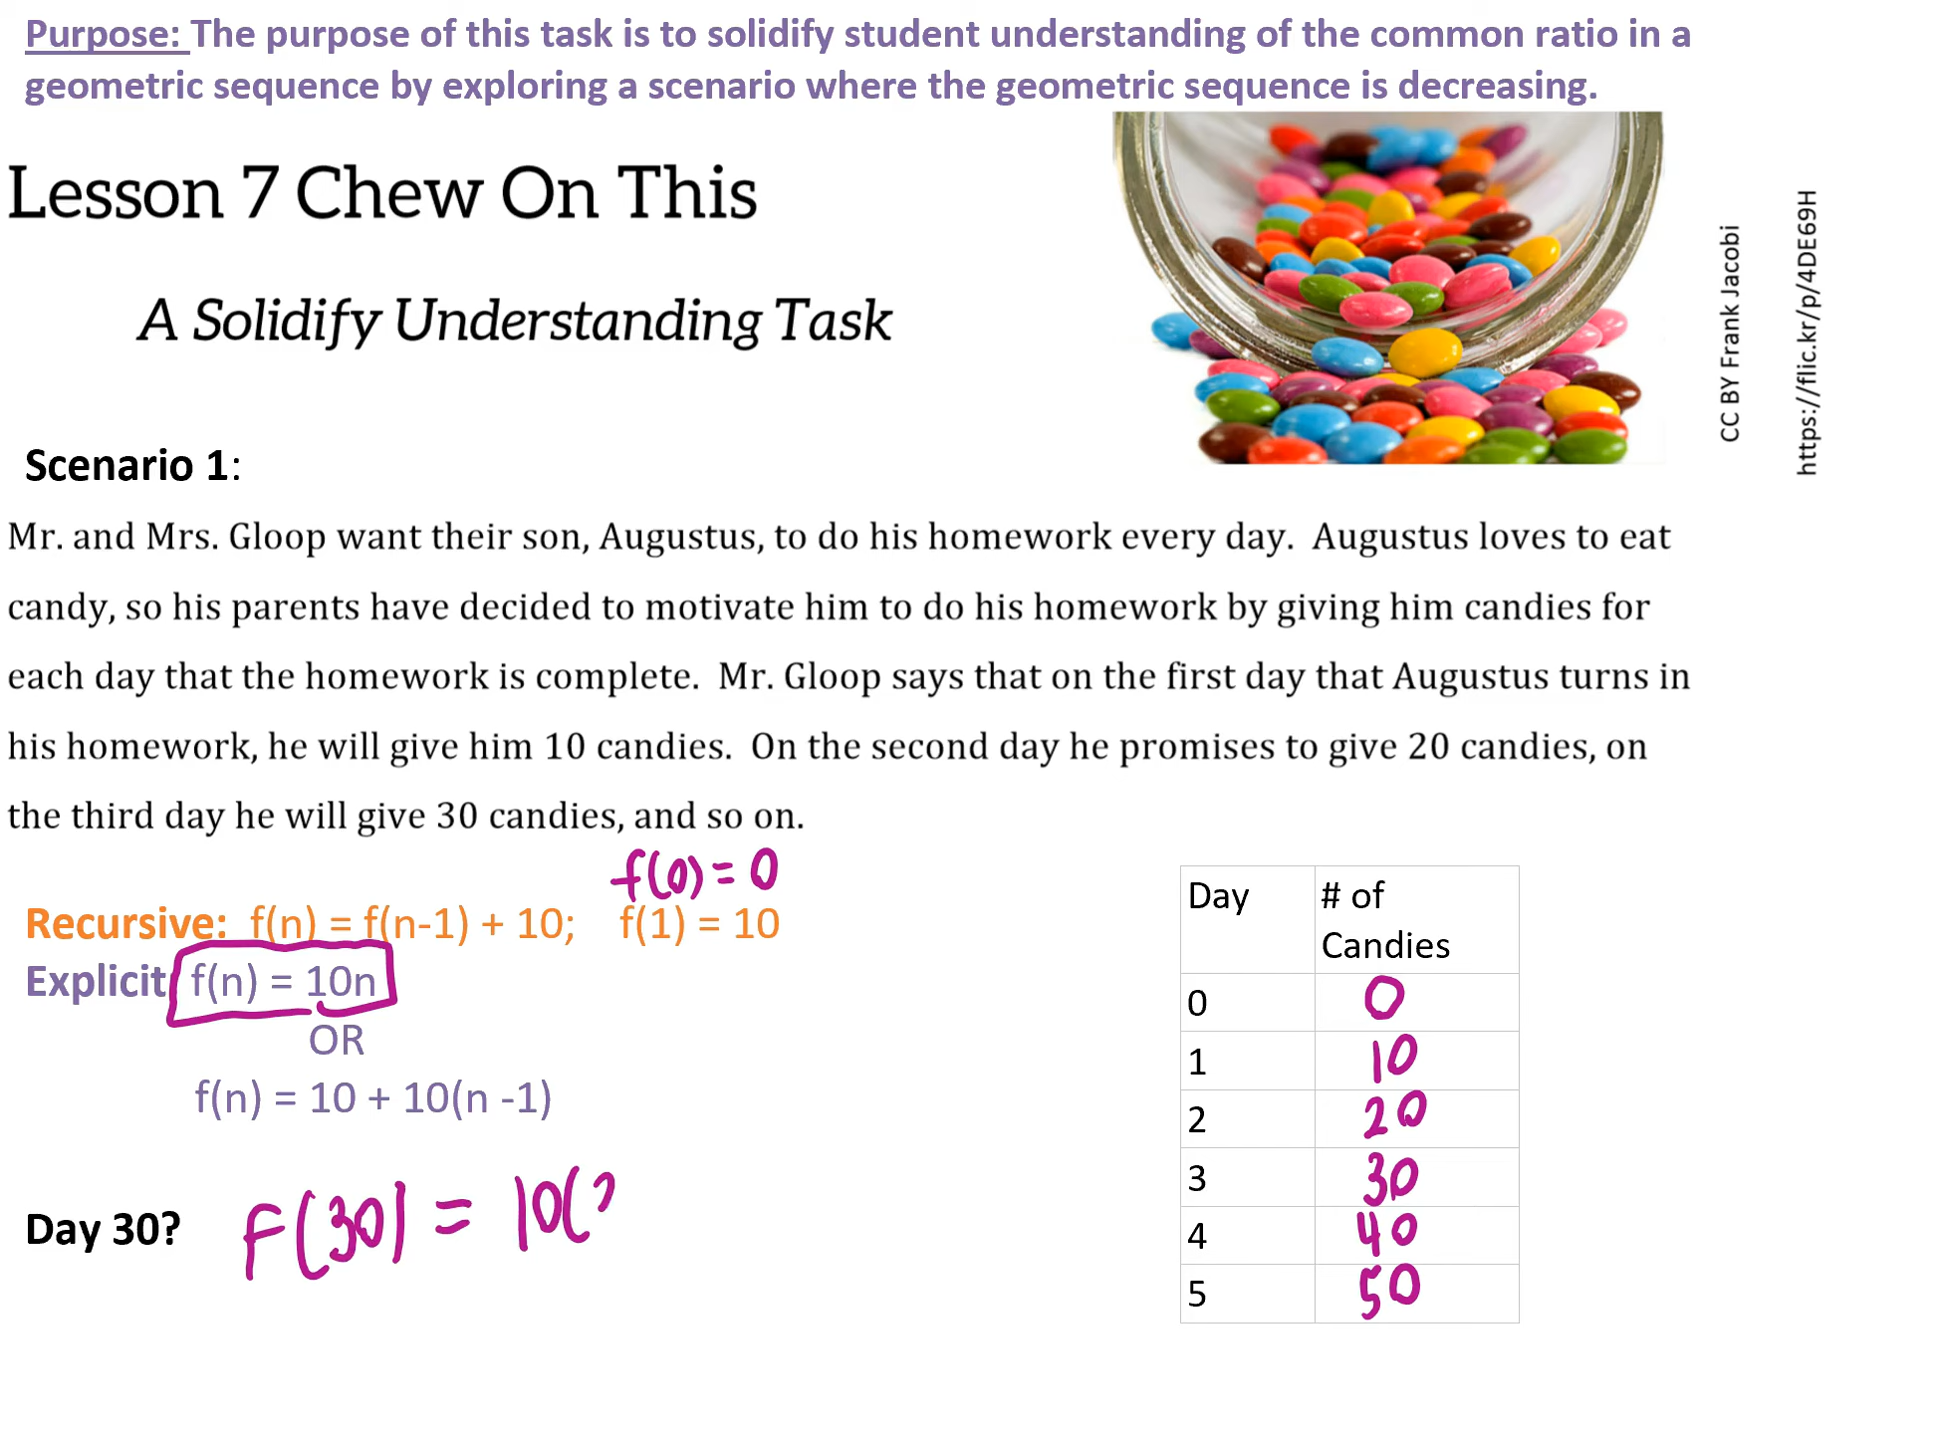 Purpose: The purpose of this task is to solidify student understanding of the common ratio in a
geometric sequence by exploring a scenario where the geometric sequence is decreasing.
Lesson 7 Chew On This
A Solidify Understanding Task
CC BY Frank Jacobi
https://flic.kr/p/4DE69H
Scenario 1:
Mr. and Mrs. Gloop want their son, Augustus, to do his homework every day. Augustus loves to eat
candy, so his parents have decided to motivate him to do his homework by giving him candies for
each day that the homework is complete. Mr. Gloop says that on the first day that Augustus turns in
his homework, he will give him 10 candies. On the second day he promises to give 20 candies, on
the third day he will give 30 candies, and so on.
f(0) = 0
Recursive: f(n) = f(n-1) + 10; f(1) = 10
Explicit f(n) = 10n
OR
f(n) = 10 + 10(n -1)
Day 30? F(30) = 10(
Day # of Candies
0 0
1 10
2 20
3 30
4 40
5 50